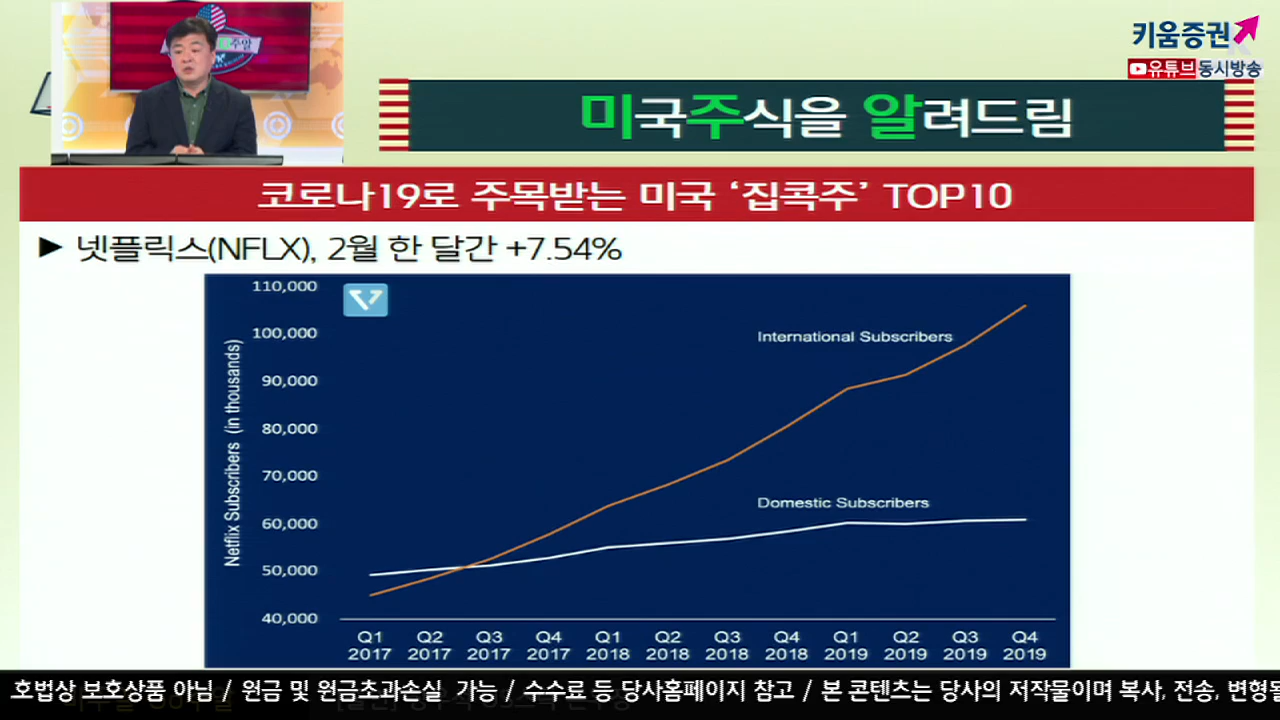 주알
키움증권
유튜브동시방송
미국주식을 알려드림
코로나19로 주목받는 미국 ‘집콕주’ TOP10
▶ 넷플릭스(NFLX), 2월 한 달간 +7.54%
110,000
100,000
90,000
80,000
70,000
60,000
50,000
40,000
Netflix Subscribers (in thousands)
International Subscribers
Domestic Subscribers
Q1 Q2 Q3 Q4 Q1 Q2 Q3 Q4 Q1 Q2 Q3 Q4
2017 2017 2017 2017 2018 2018 2018 2018 2019 2019 2019 2019
호법상 보호상품 아님 / 원금 및 원금초과손실 가능 / 수수료 등 당사홈페이지 참고 / 본 콘텐츠는 당사의 저작물이며 복사, 전송, 변형될